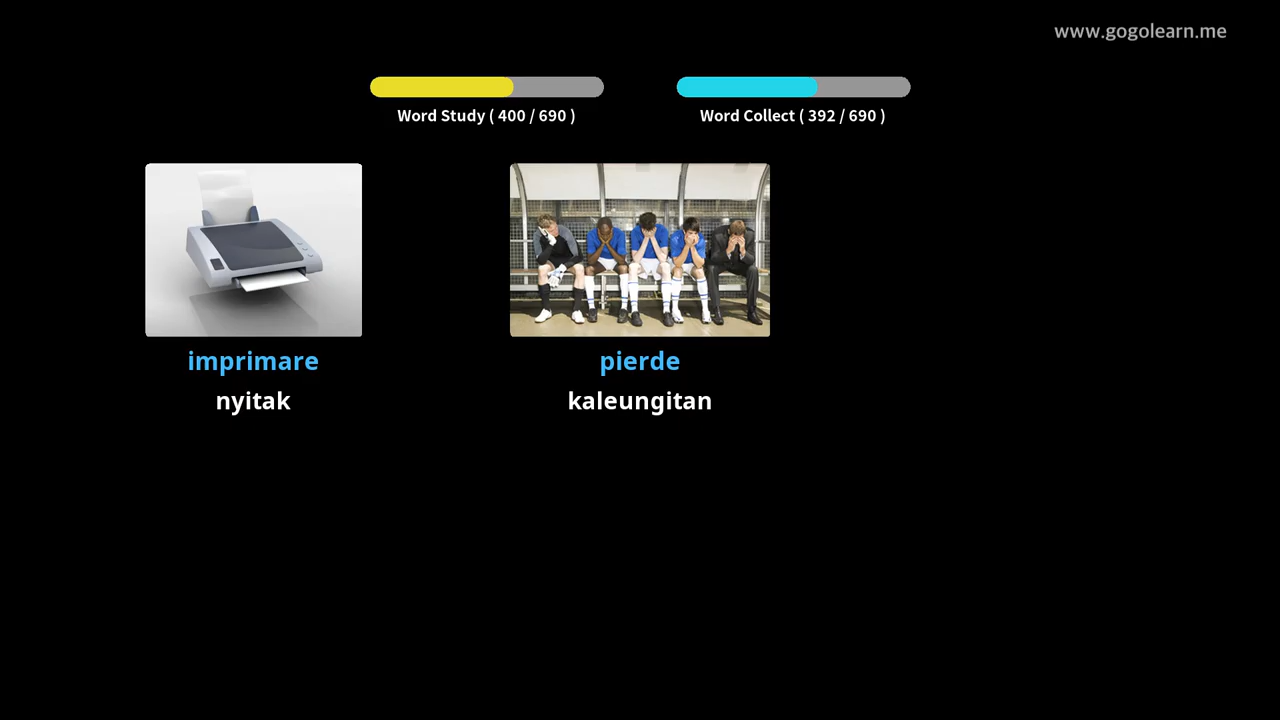 www.gogolearn.me
Word Study ( 400 / 690 )
Word Collect ( 392 / 690 )
imprimare
nyitak
pierde
kaleungitan